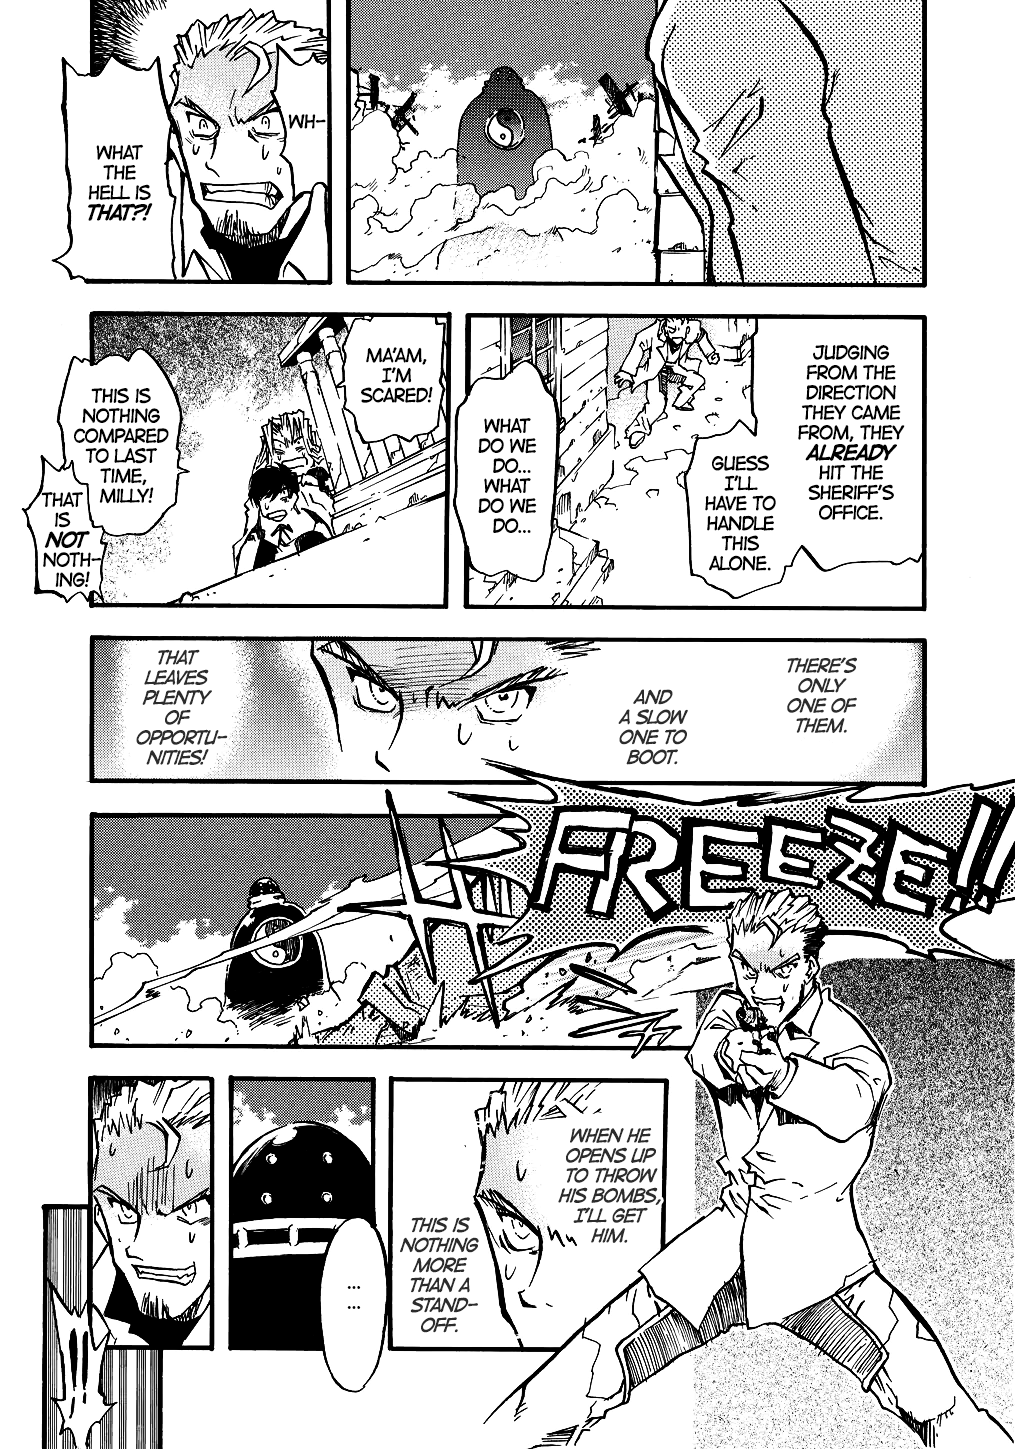 WH-
WHAT
THE
HELL IS
THAT?!
JUDGING
FROM THE
DIRECTION
THEY CAME
FROM, THEY
ALREADY
HIT THE
SHERIFF'S
OFFICE.
GUESS
I'LL
HAVE TO
HANDLE
THIS
ALONE.
WHAT
DO WE
DO...
WHAT
DO WE
DO...
MA'AM,
I'M
SCARED!
THIS IS
NOTHING
COMPARED
TO LAST
TIME,
MILLY!
THAT
IS
NOT
NOTH-
ING!
THERE'S
ONLY
ONE OF
THEM.
AND
A SLOW
ONE TO
BOOT.
THAT
LEAVES
PLENTY
OF
OPPORTU-
NITIES!
FREEZE!!
WHEN HE
OPENS UP
TO THROW
HIS BOMBS,
I'LL GET
HIM.
THIS IS
NOTHING
MORE
THAN A
STAND-
OFF.
...
...
!!